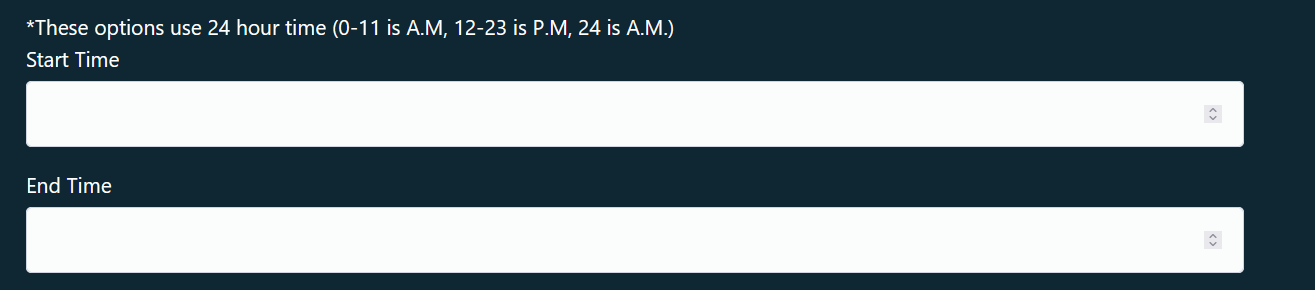 *These options use 24 hour time (0-11 is A.M, 12-23 is P.M, 24 is A.M.)
Start Time
End Time